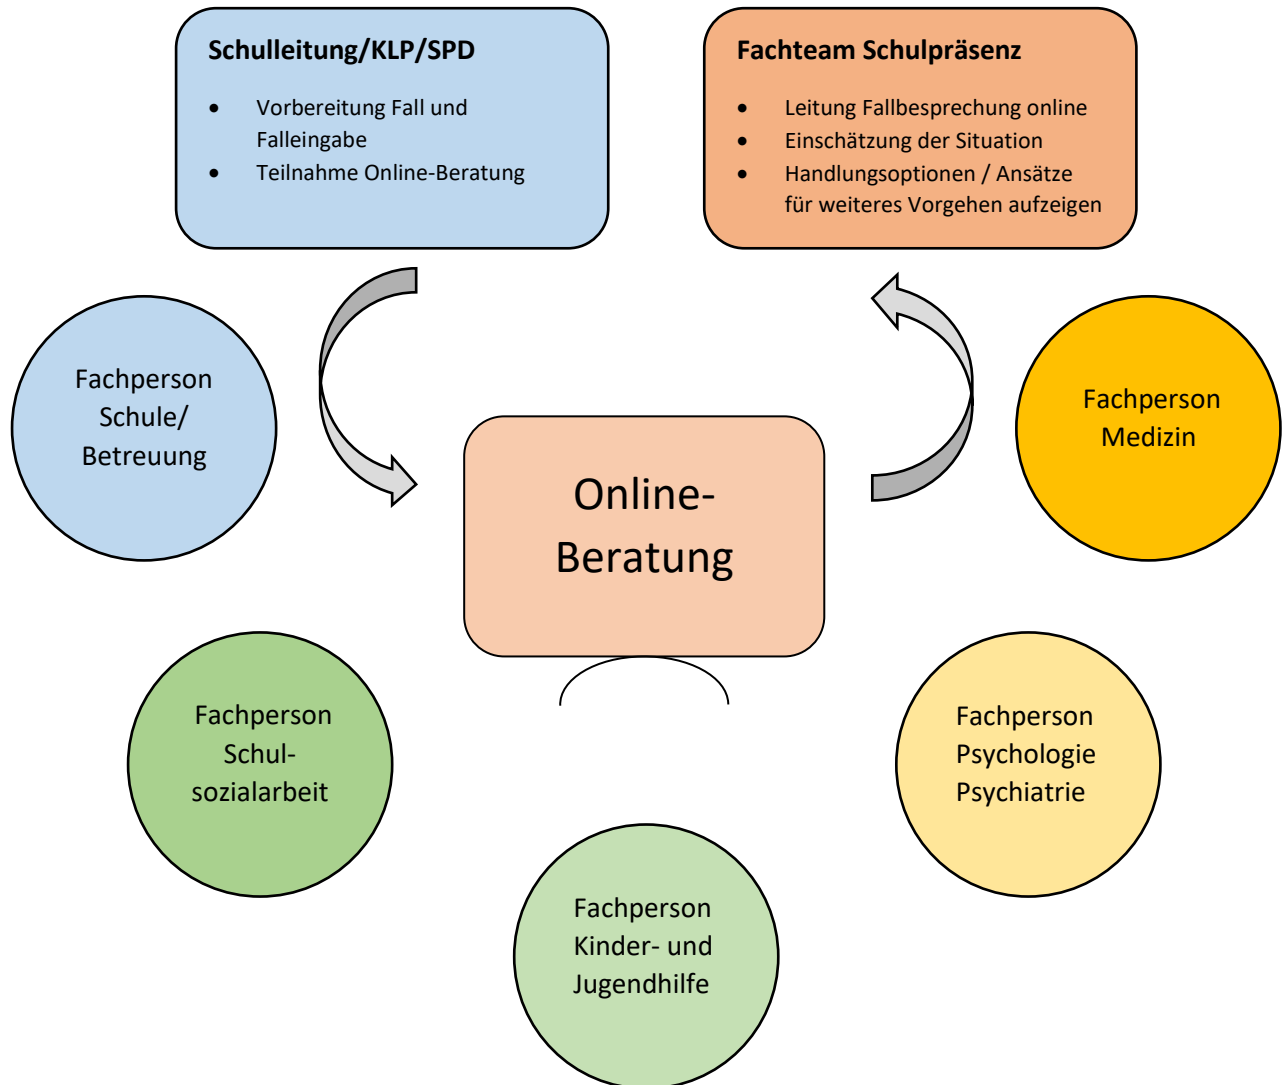 Schulleitung/KLP/SPD
• Vorbereitung Fall und
Falleingabe
• Teilnahme Online-Beratung
Fachteam Schulpräsenz
• Leitung Fallbesprechung online
• Einschätzung der Situation
• Handlungsoptionen / Ansätze
für weiteres Vorgehen aufzeigen
Fachperson
Schule/
Betreuung
Fachperson
Medizin
Online-
Beratung
Fachperson
Schul-
sozialarbeit
Fachperson
Psychologie
Psychiatrie
Fachperson
Kinder- und
Jugendhilfe